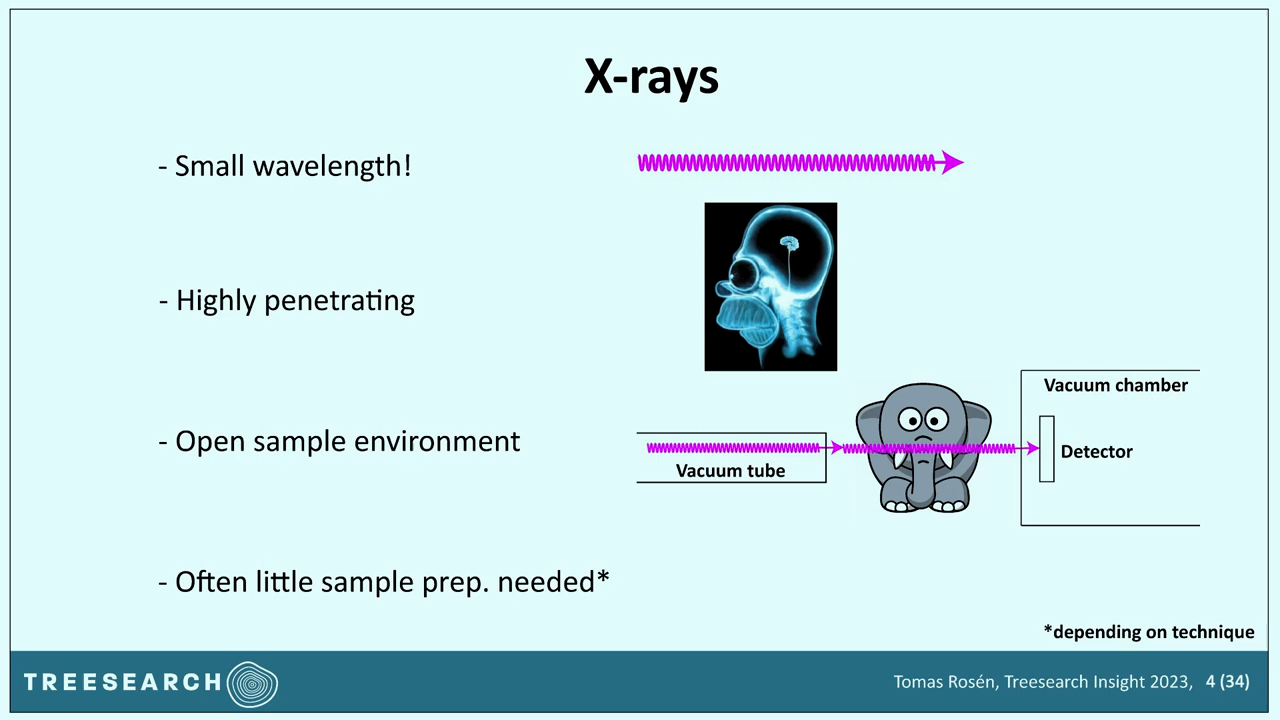 X-rays
- Small wavelength!
- Highly penetrating
- Open sample environment
Vacuum tube
Vacuum chamber
Detector
- Often little sample prep. needed*
*depending on technique
TREESEARCH
Tomas Rosén, Treesearch Insight 2023, 4 (34)